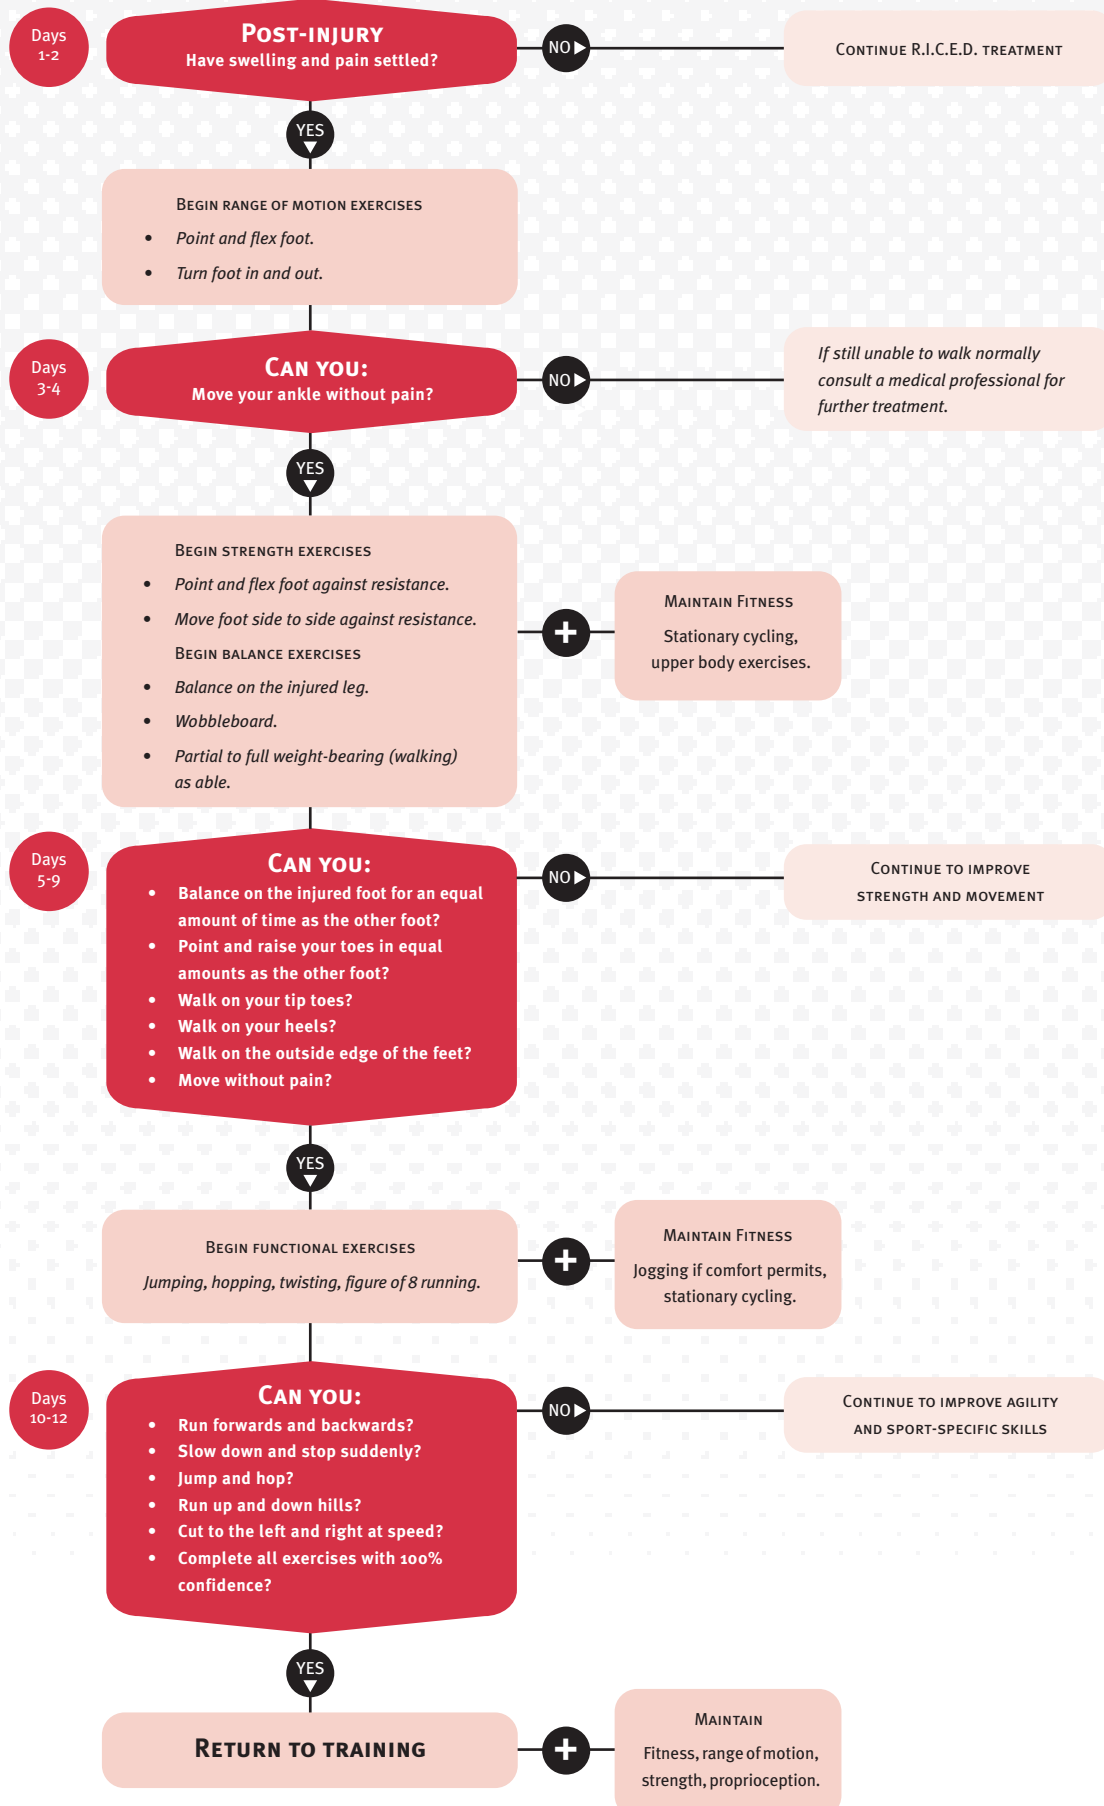 Days
1-2
POST-INJURY
Have swelling and pain settled?
NO
CONTINUE R.I.C.E.D. TREATMENT
YES
BEGIN RANGE OF MOTION EXERCISES
• Point and flex foot.
• Turn foot in and out.
Days
3-4
CAN YOU:
Move your ankle without pain?
NO
If still unable to walk normally
consult a medical professional for
further treatment.
YES
BEGIN STRENGTH EXERCISES
• Point and flex foot against resistance.
• Move foot side to side against resistance.
BEGIN BALANCE EXERCISES
• Balance on the injured leg.
• Wobbleboard.
• Partial to full weight-bearing (walking)
as able.
+
MAINTAIN FITNESS
Stationary cycling,
upper body exercises.
Days
5-9
CAN YOU:
• Balance on the injured foot for an equal
amount of time as the other foot?
• Point and raise your toes in equal
amounts as the other foot?
• Walk on your tip toes?
• Walk on your heels?
• Walk on the outside edge of the feet?
• Move without pain?
NO
CONTINUE TO IMPROVE
STRENGTH AND MOVEMENT
YES
BEGIN FUNCTIONAL EXERCISES
Jumping, hopping, twisting, figure of 8 running.
+
MAINTAIN FITNESS
Jogging if comfort permits,
stationary cycling.
Days
10-12
CAN YOU:
• Run forwards and backwards?
• Slow down and stop suddenly?
• Jump and hop?
• Run up and down hills?
• Cut to the left and right at speed?
• Complete all exercises with 100%
confidence?
NO
CONTINUE TO IMPROVE AGILITY
AND SPORT-SPECIFIC SKILLS
YES
RETURN TO TRAINING
+
MAINTAIN
Fitness, range of motion,
strength, proprioception.